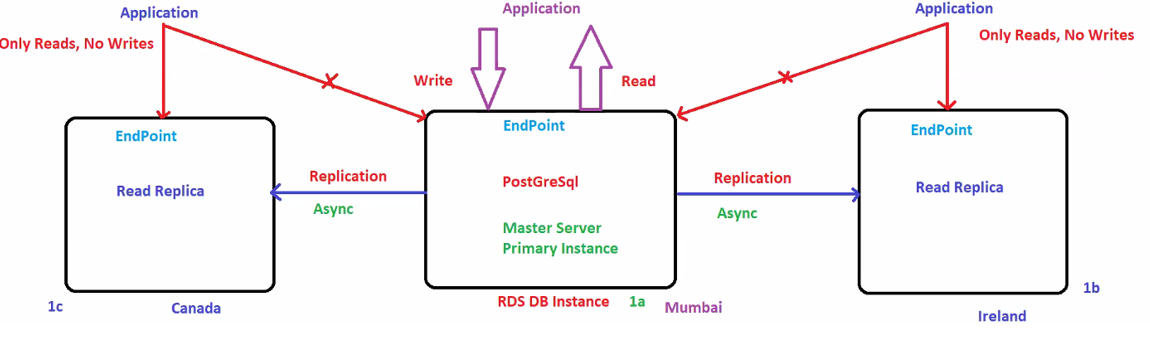 Application
Only Reads, No Writes
EndPoint
Read Replica
1c
Canada
Replication
Async
Application
Write
Read
EndPoint
PostGreSql
Master Server
Primary Instance
RDS DB Instance
1a
Mumbai
Replication
Async
Application
Only Reads, No Writes
EndPoint
Read Replica
1b
Ireland